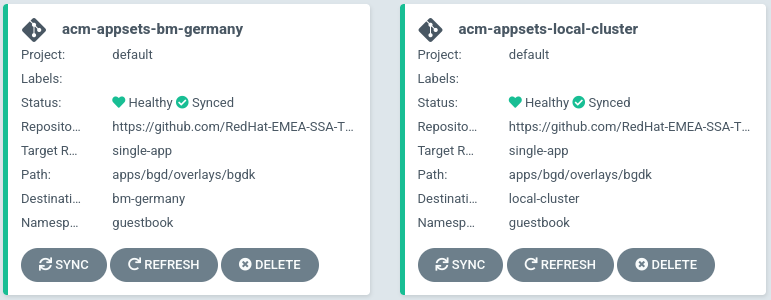 acm-appsets-bm-germany
Project: default
Labels:
Status: Healthy Synced
Reposito... https://github.com/RedHat-EMEA-SSA-T...
Target R... single-app
Path: apps/bgd/overlays/bgdk
Destinati... bm-germany
Namesp... guestbook
SYNC REFRESH DELETE
acm-appsets-local-cluster
Project: default
Labels:
Status: Healthy Synced
Reposito... https://github.com/RedHat-EMEA-SSA-T...
Target R... single-app
Path: apps/bgd/overlays/bgdk
Destinati... local-cluster
Namesp... guestbook
SYNC REFRESH DELETE